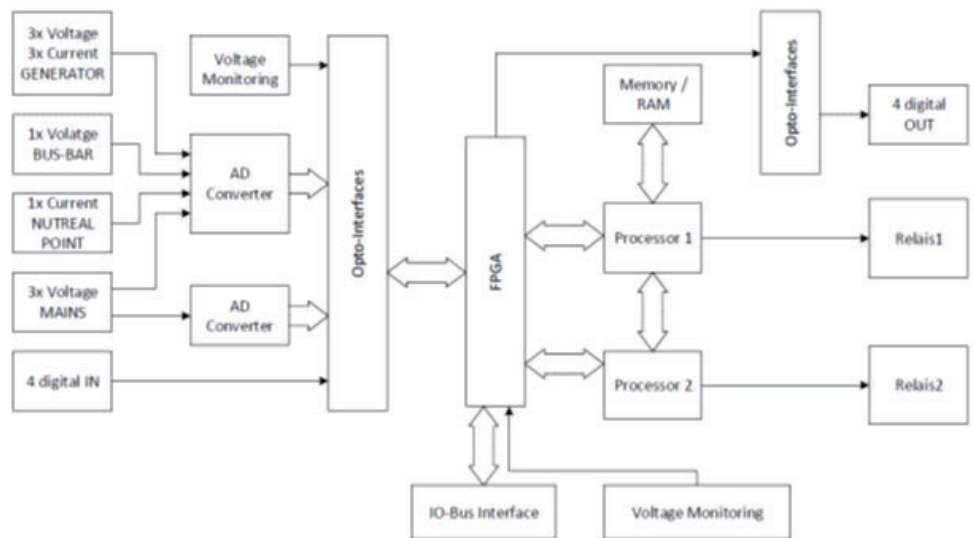 3x Voltage
3x Current
GENERATOR
1x Volatge
BUS-BAR
1x Current
NUTREAL
POINT
3x Voltage
MAINS
4 digital IN
Voltage
Monitoring
AD
Converter
AD
Converter
Opto-Interfaces
FPGA
Memory /
RAM
Processor 1
Processor 2
Opto-Interfaces
4 digital
OUT
Relais1
Relais2
IO-Bus Interface
Voltage Monitoring